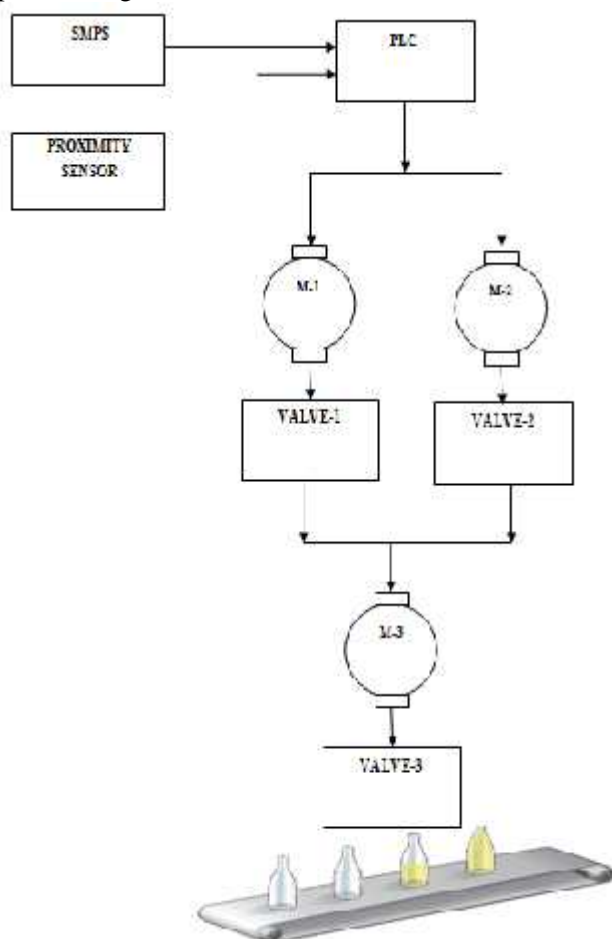 SMPS
PLC
PROXIMITY
SENSOR
M-1
M-2
VALVE-1
VALVE-2
M-3
VALVE-3